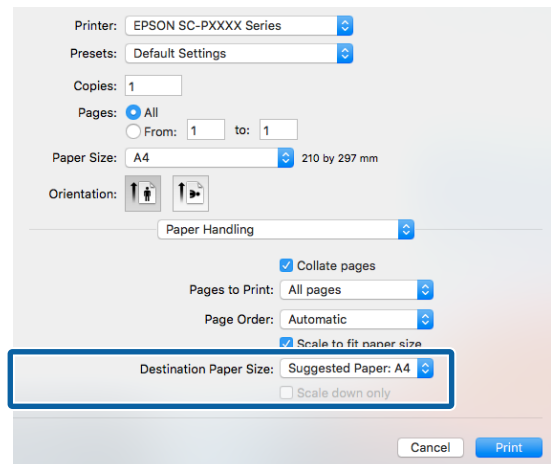 Printer: EPSON SC-PXXXX Series
Presets: Default Settings
Copies: 1
Pages: All
From: 1 to: 1
Paper Size: A4 210 by 297 mm
Orientation:
Paper Handling
Collate pages
Pages to Print: All pages
Page Order: Automatic
Scale to fit paper size
Destination Paper Size: Suggested Paper: A4
Scale down only
Cancel Print